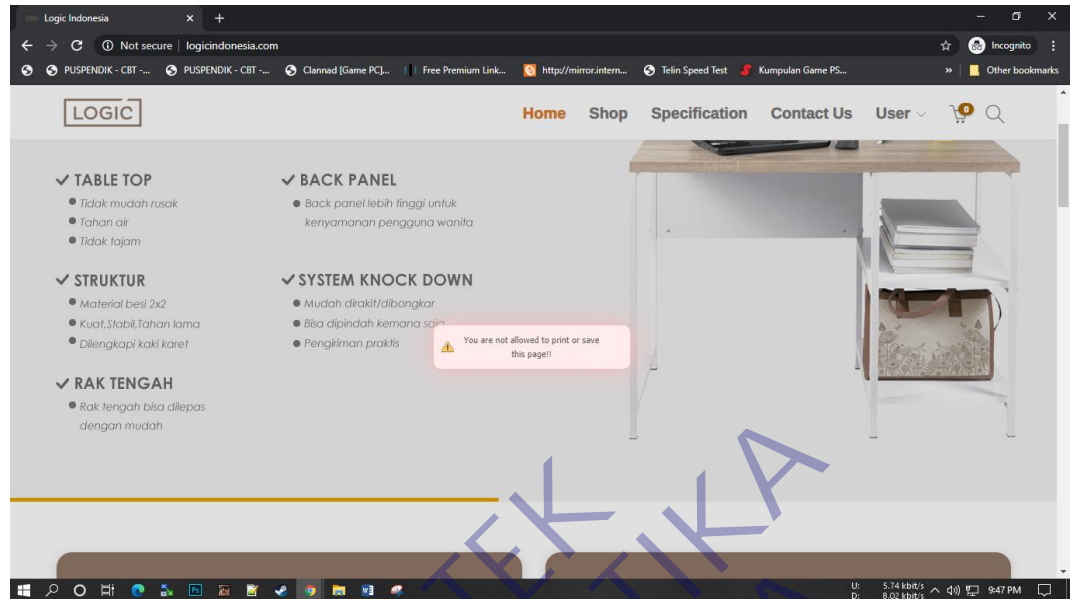 Logic Indonesia
Not secure | logicindonesia.com
Incognito
PUSPENDIK - CBT -...
PUSPENDIK - CBT -...
Clannad [Game PC]...
Free Premium Link...
http://mirror.intern...
Telin Speed Test
Kumpulan Game PS...
»
Other bookmarks
LOGIC
Home
Shop
Specification
Contact Us
User
0
TABLE TOP
Tidak mudah rusak
Tahan air
Tidak tajam
BACK PANEL
Back panel lebih tinggi untuk
kenyamanan pengguna wanita
STRUKTUR
Material besi 2x2
Kuat,Stabil,Tahan lama
Dilengkapi kaki karet
SYSTEM KNOCK DOWN
Mudah dirakit/dibongkar
Bisa dipindah kemana saja
Pengiriman praktis
You are not allowed to print or save
this page!!
RAK TENGAH
Rak tengah bisa dilepas
dengan mudah
TEK
TIKA
U: 5.74 kbit/s
D: 8.02 kbit/s
9:47 PM